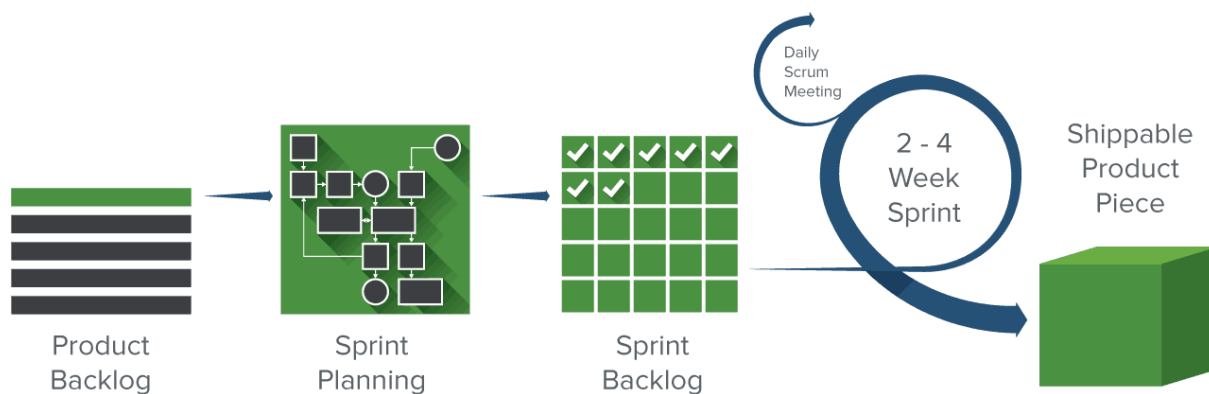 Product
Backlog
Sprint
Planning
Sprint
Backlog
Daily
Scrum
Meeting
2 - 4
Week
Sprint
Shippable
Product
Piece